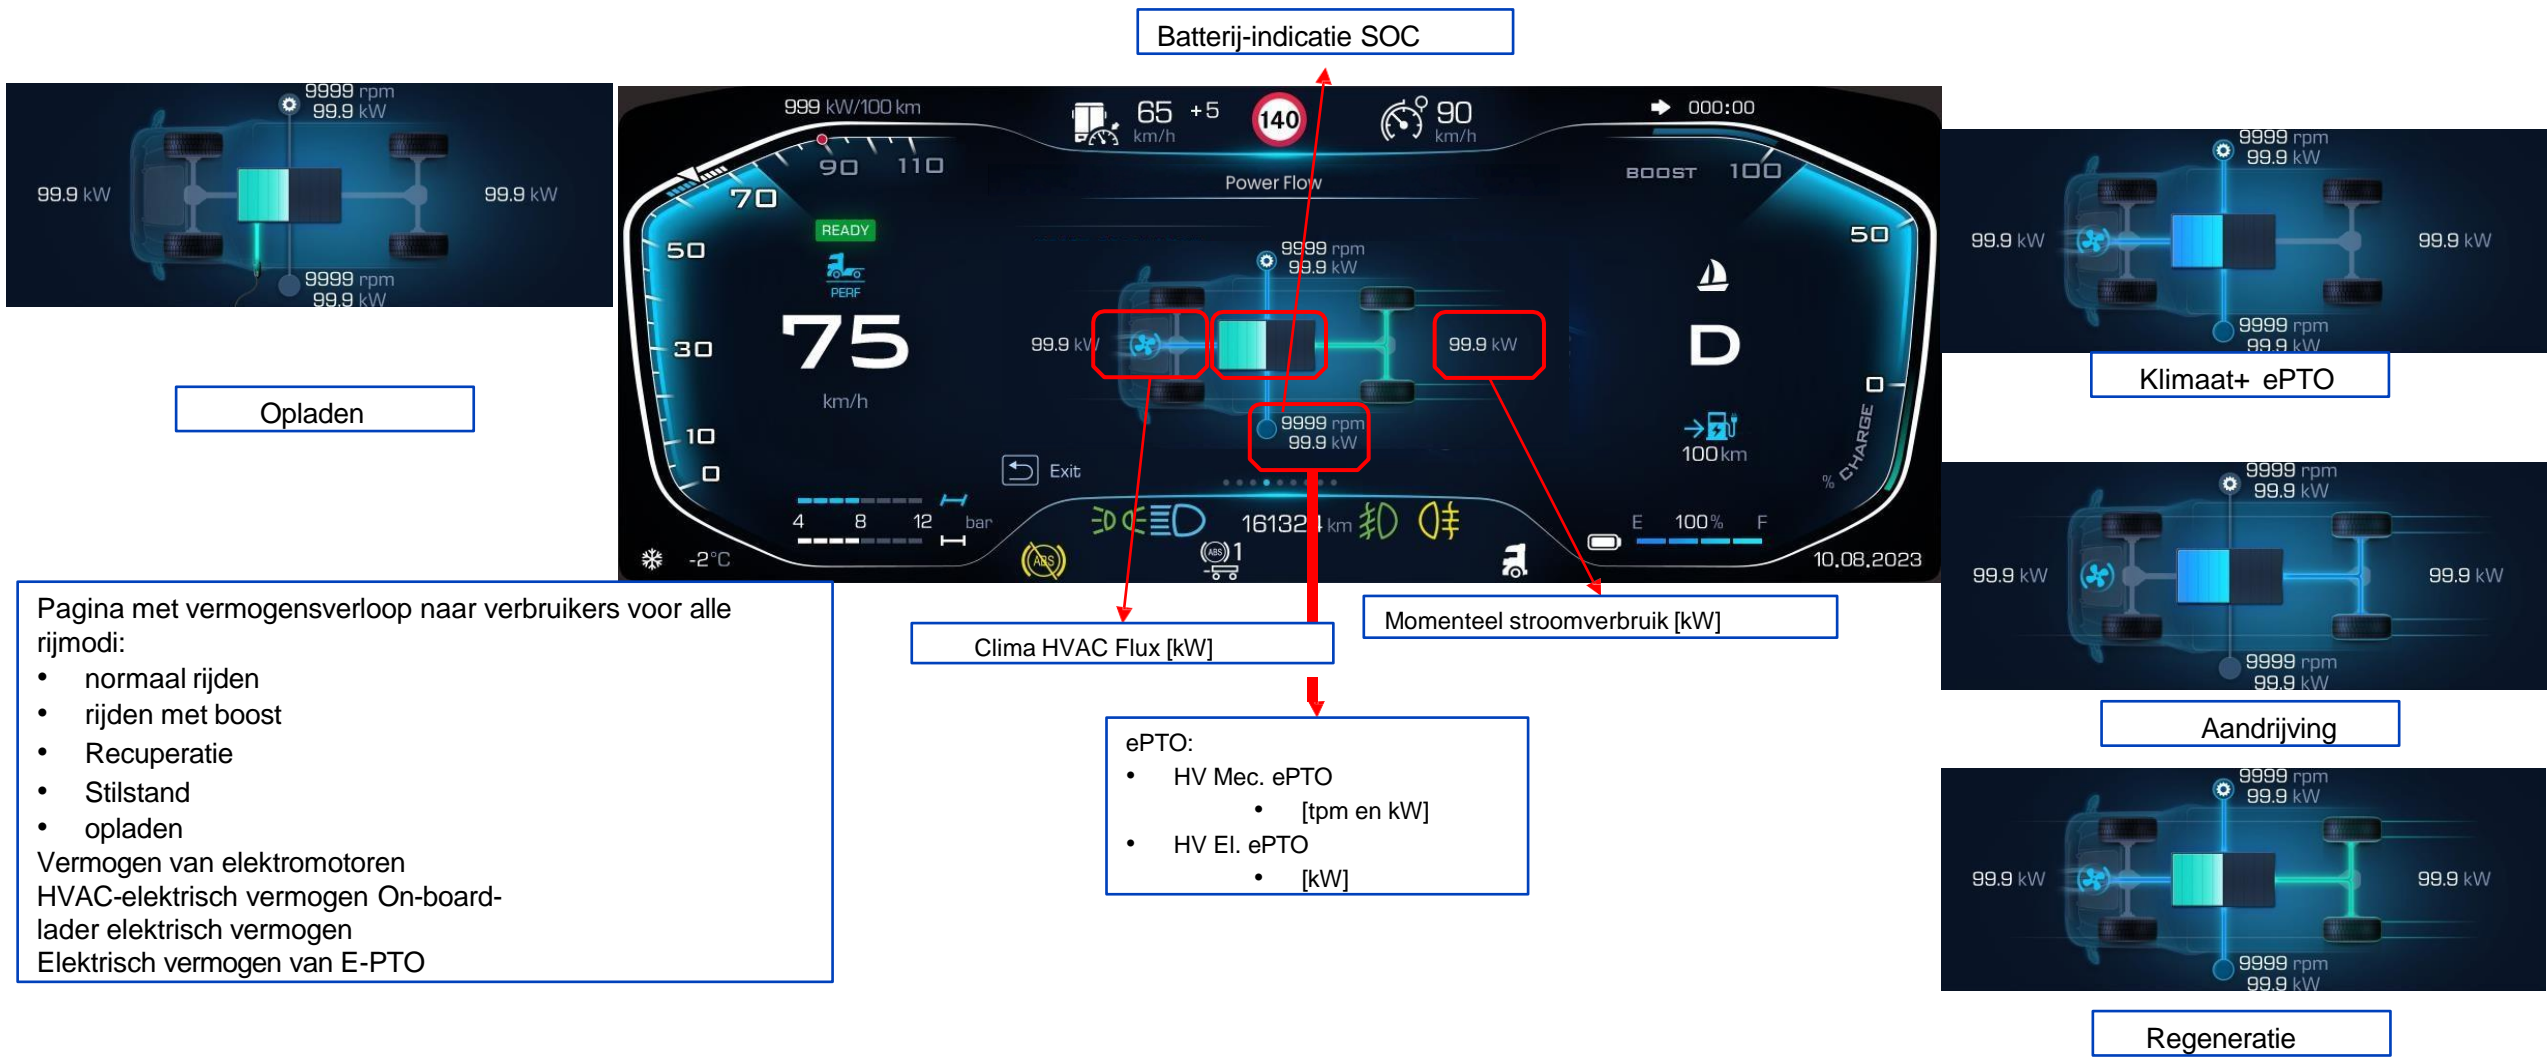 Batterij-indicatie SOC
9999 rpm
99.9 kW
99.9 kW
99.9 kW
9999 rpm
99.9 kW
Opladen
999 kW/100 km
65 +5
km/h
140
90
km/h
000:00
90
110
70
50
30
10
0
Power Flow
BOOST
100
50
0
% CHARGE
READY
PERF
75
km/h
9999 rpm
99.9 kW
99.9 kW
99.9 kW
9999 rpm
99.9 kW
D
100 km
Exit
4 8 12 bar
161324 km
E 100% F
-2°C
ABS
ABS 1
10.08.2023
9999 rpm
99.9 kW
99.9 kW
99.9 kW
9999 rpm
99.9 kW
Klimaat+ ePTO
9999 rpm
99.9 kW
99.9 kW
99.9 kW
9999 rpm
99.9 kW
Aandrijving
9999 rpm
99.9 kW
99.9 kW
99.9 kW
9999 rpm
99.9 kW
Regeneratie
Pagina met vermogensverloop naar verbruikers voor alle
rijmodi:
• normaal rijden
• rijden met boost
• Recuperatie
• Stilstand
• opladen
Vermogen van elektromotoren
HVAC-elektrisch vermogen On-board-
lader elektrisch vermogen
Elektrisch vermogen van E-PTO
Clima HVAC Flux [kW]
Momenteel stroomverbruik [kW]
ePTO:
• HV Mec. ePTO
• [tpm en kW]
• HV El. ePTO
• [kW]